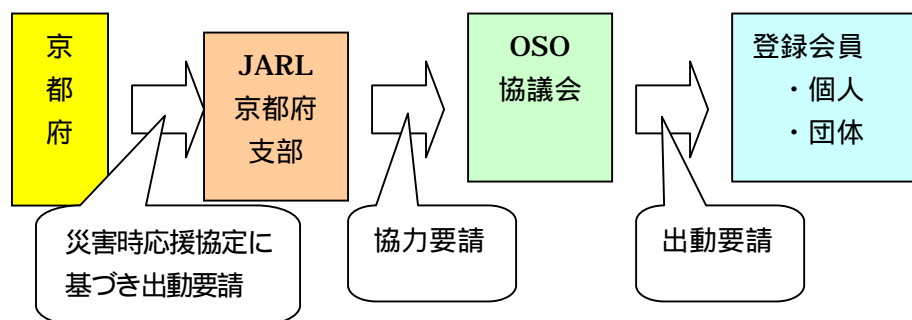 京
都
府
JARL
京都府
支部
OSO
協議会
登録会員
・個人
・団体
災害時応援協定に
基づき出動要請
協力要請
出動要請